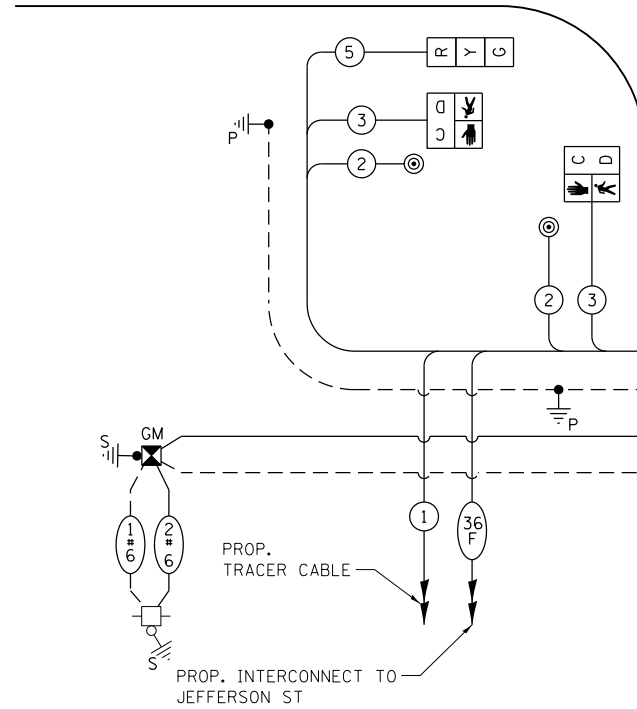 5
R Y G
P
3
D
C
2
C D
2
3
P
S
GM
1
36
F
1
#
6
2
#
6
PROP.
TRACER CABLE
S
PROP. INTERCONNECT TO
JEFFERSON ST